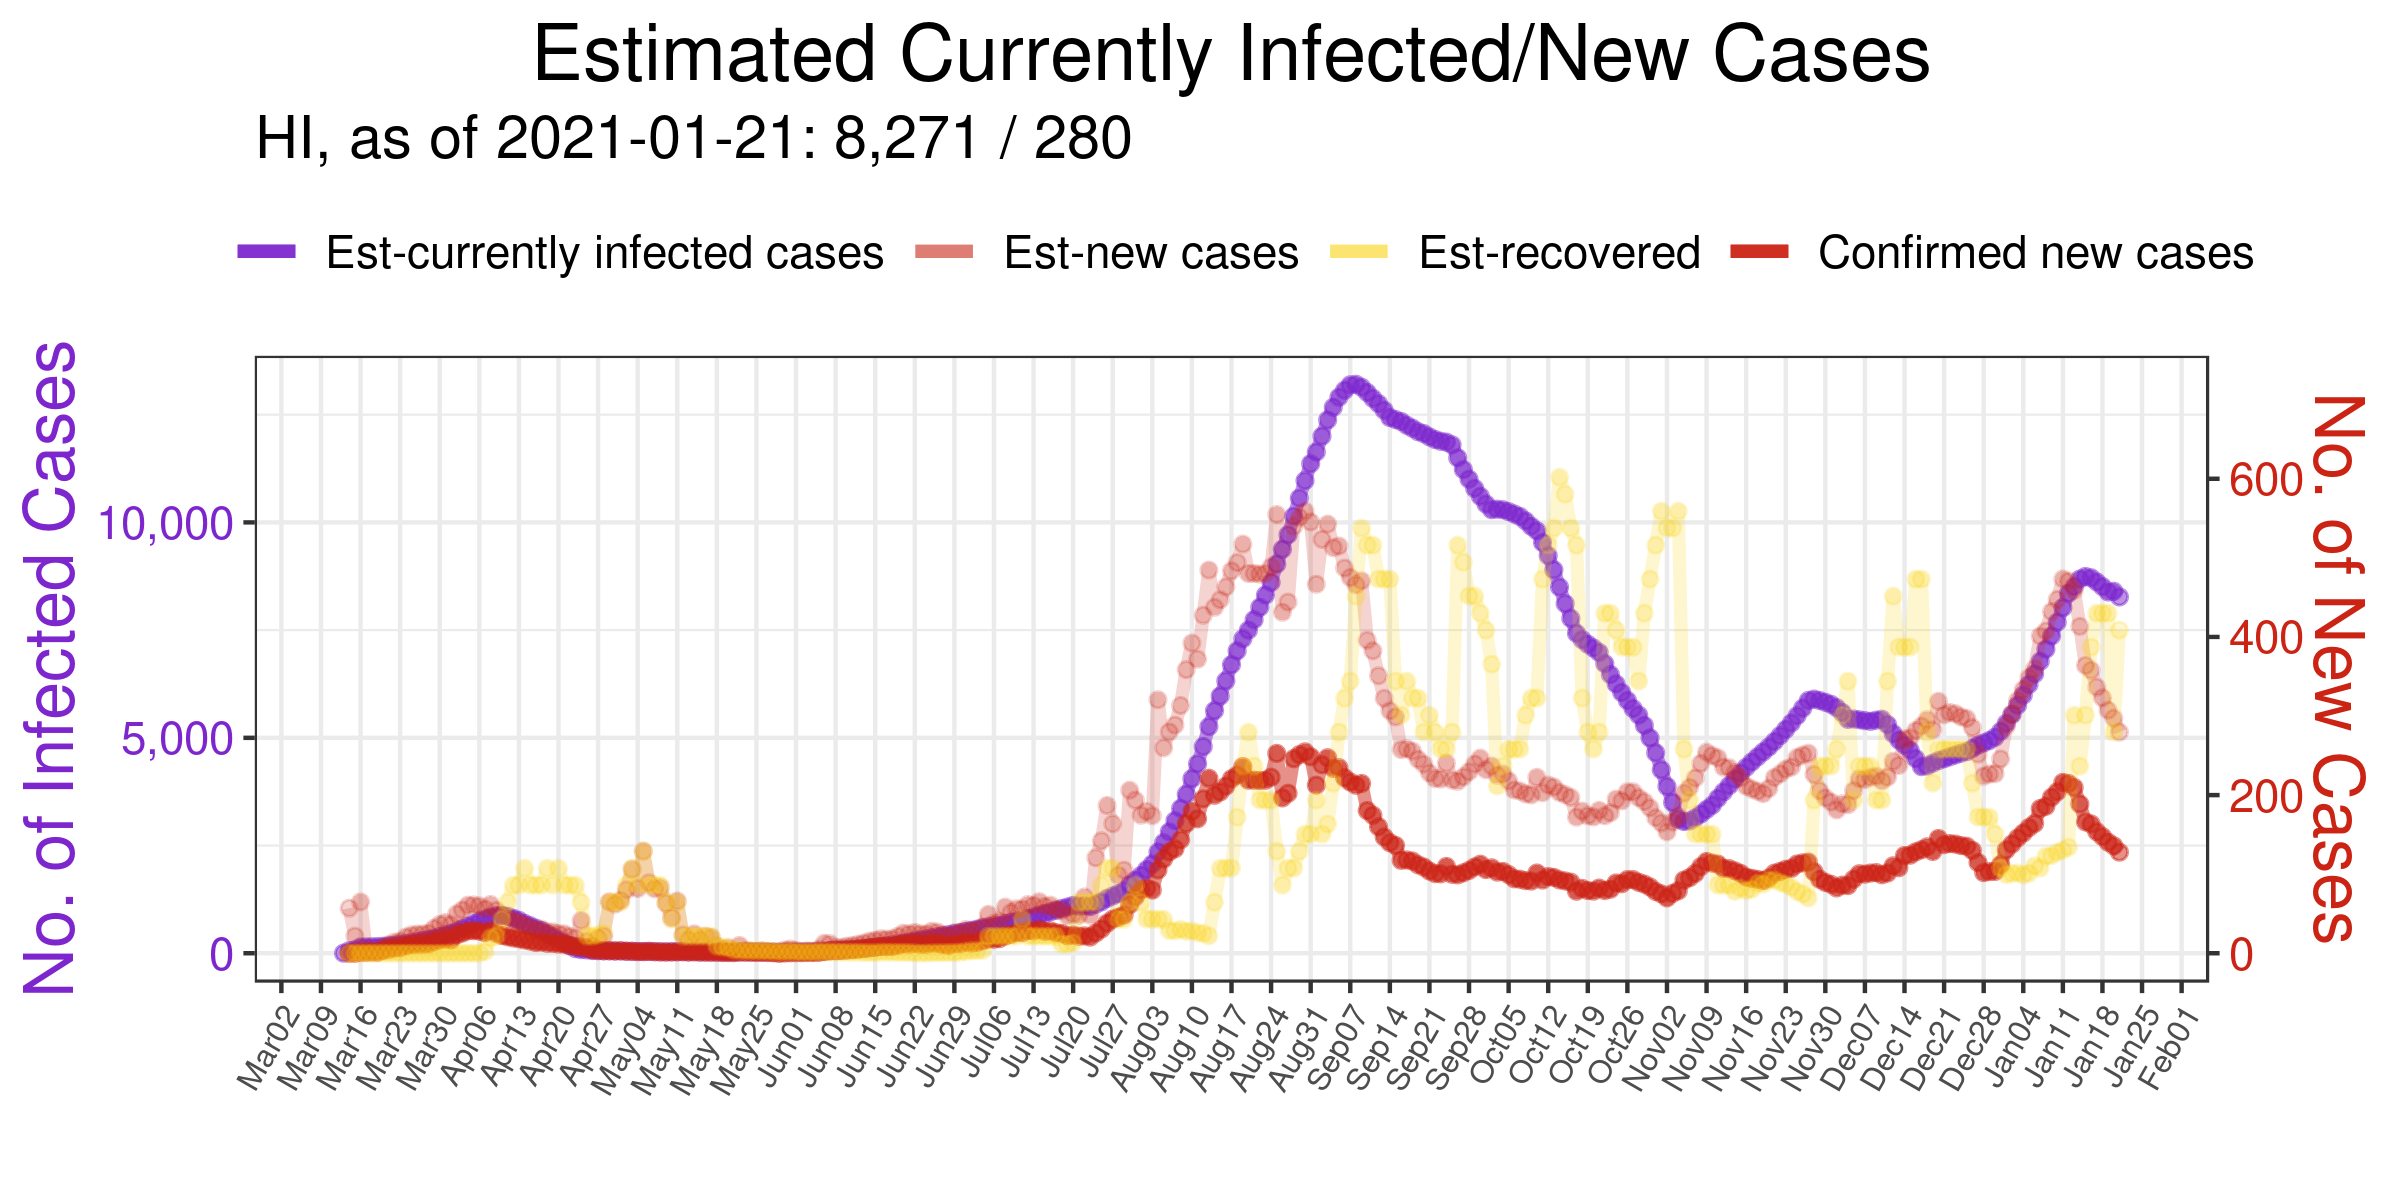 Estimated Currently Infected/New Cases
HI, as of 2021-01-21: 8,271 / 280
Est-currently infected cases Est-new cases Est-recovered Confirmed new cases
No. of Infected Cases
10,000
5,000
0
600
400
200
0
No. of New Cases
Mar02 Mar09 Mar16 Mar23 Mar30 Apr06 Apr13 Apr20 Apr27 May04 May11 May18 May25 Jun01 Jun08 Jun15 Jun22 Jun29 Jul06 Jul13 Jul20 Jul27 Aug03 Aug10 Aug17 Aug24 Aug31 Sep07 Sep14 Sep21 Sep28 Oct05 Oct12 Oct19 Oct26 Nov02 Nov09 Nov16 Nov23 Nov30 Dec07 Dec14 Dec21 Dec28 Jan04 Jan11 Jan18 Jan25 Feb01